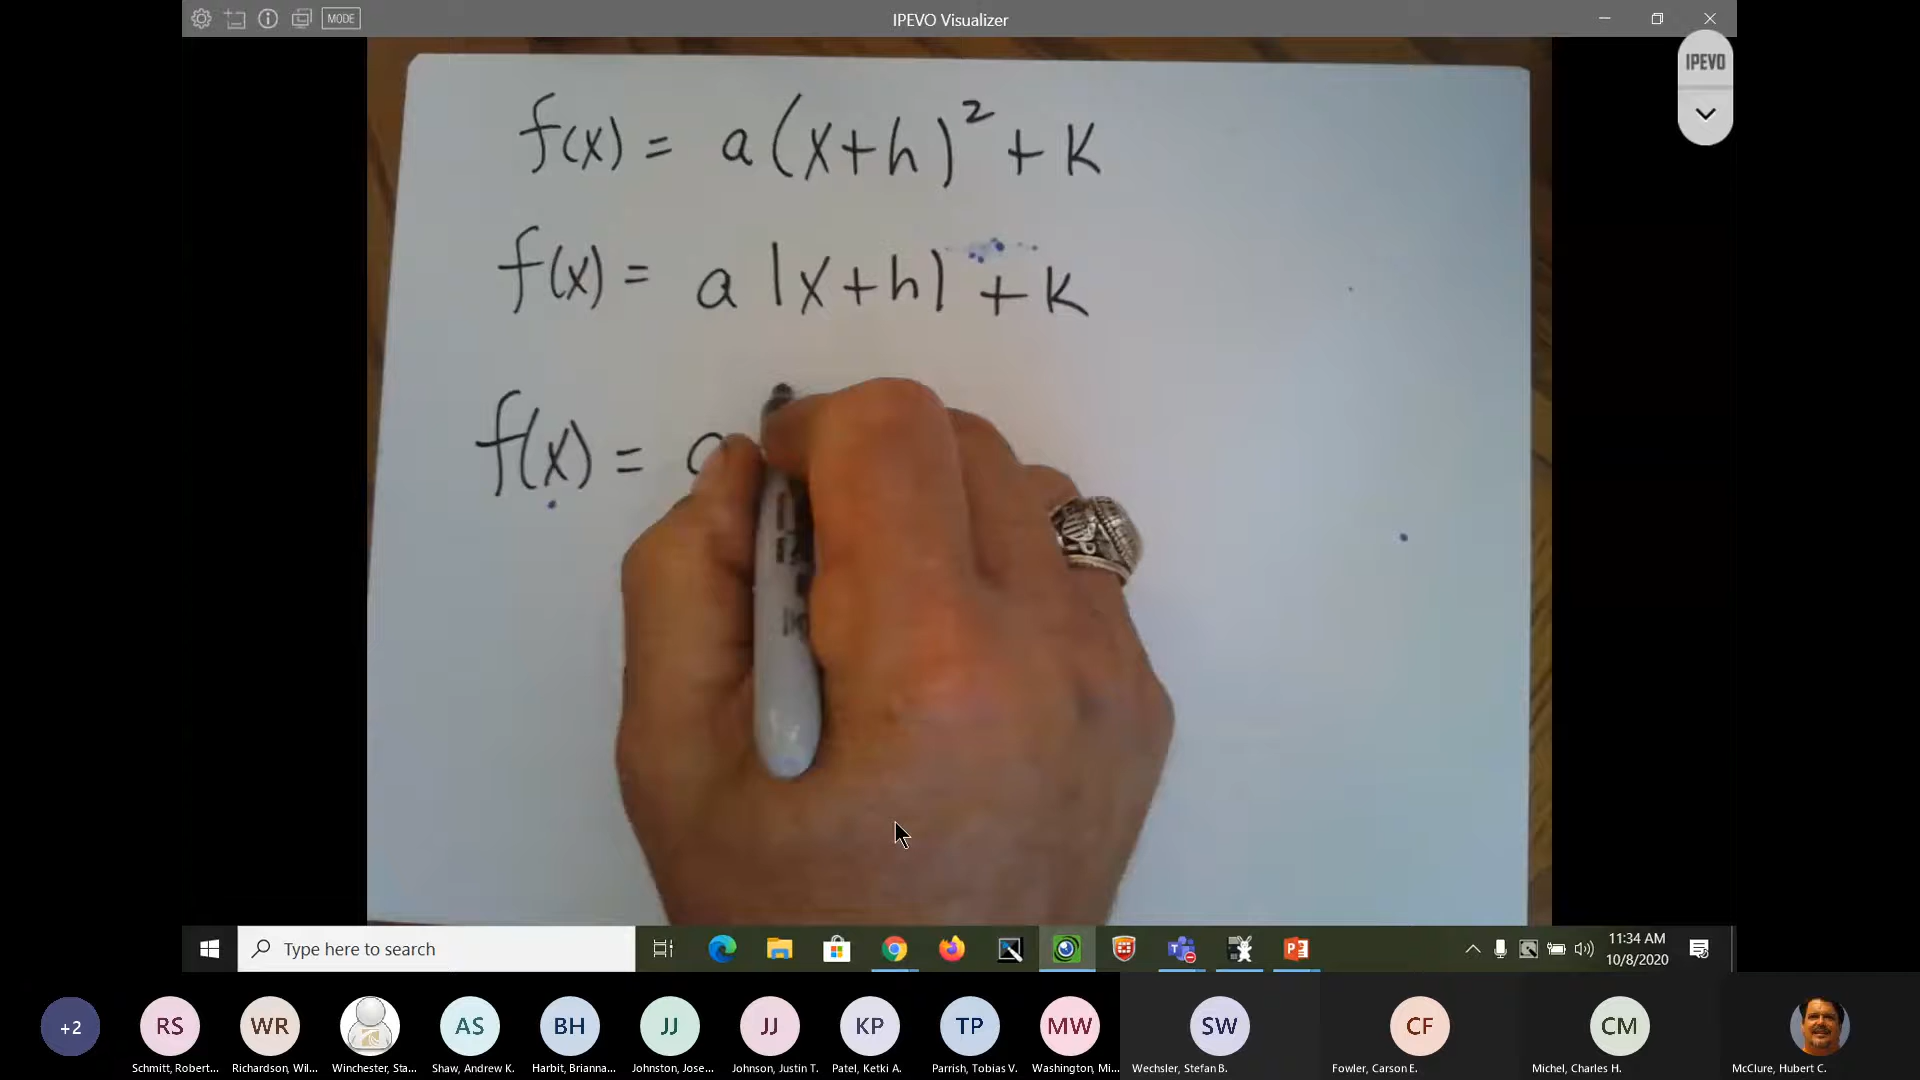 MODE
IPEVO Visualizer
IPEVO
f(x) = a(x+h)² + k
f(x) = a |x+h| + k
f(x) = a
Type here to search
11:34 AM
10/8/2020
+2
RS
WR
AS
BH
JJ
JJ
KP
TP
MW
SW
CF
CM
Schmitt, Robert...
Richardson, Wil...
Winchester, Sta...
Shaw, Andrew K.
Harbit, Brianna...
Johnston, Jose...
Johnson, Justin T.
Patel, Ketki A.
Parrish, Tobias V.
Washington, Mi...
Wechsler, Stefan B.
Fowler, Carson E.
Michel, Charles H.
McClure, Hubert C.